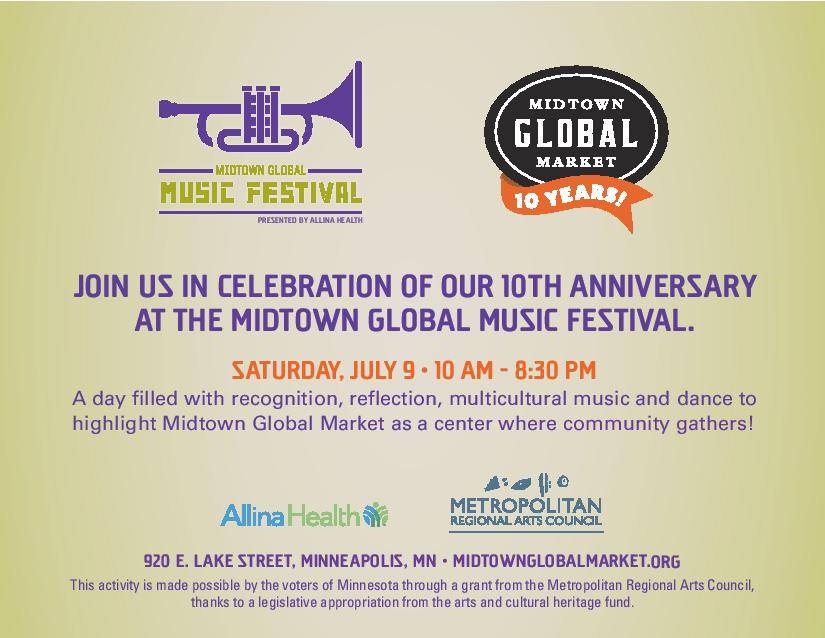 MIDTOWN GLOBAL
MUSIC FESTIVAL
PRESENTED BY ALLINA HEALTH
MIDTOWN
GLOBAL
MARKET
10 YEARS!
JOIN US IN CELEBRATION OF OUR 10TH ANNIVERSARY
AT THE MIDTOWN GLOBAL MUSIC FESTIVAL.
SATURDAY, JULY 9 • 10 AM - 8:30 PM
A day filled with recognition, reflection, multicultural music and dance to
highlight Midtown Global Market as a center where community gathers!
Allina Health
METROPOLITAN
REGIONAL ARTS COUNCIL
920 E. LAKE STREET, MINNEAPOLIS, MN • MIDTOWNGLOBALMARKET.ORG
This activity is made possible by the voters of Minnesota through a grant from the Metropolitan Regional Arts Council,
thanks to a legislative appropriation from the arts and cultural heritage fund.